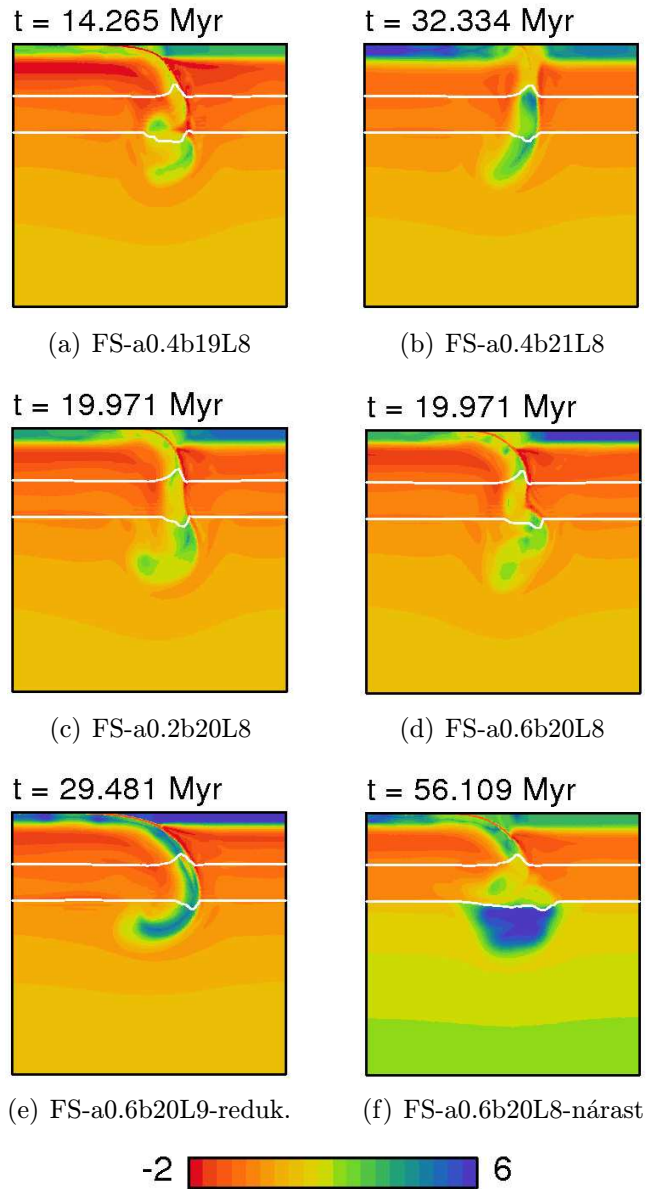 t = 14.265 Myr
t = 32.334 Myr
(a) FS-a0.4b19L8
(b) FS-a0.4b21L8
t = 19.971 Myr
t = 19.971 Myr
(c) FS-a0.2b20L8
(d) FS-a0.6b20L8
t = 29.481 Myr
t = 56.109 Myr
(e) FS-a0.6b20L9-reduk.
(f) FS-a0.6b20L8-nárast
-2
6